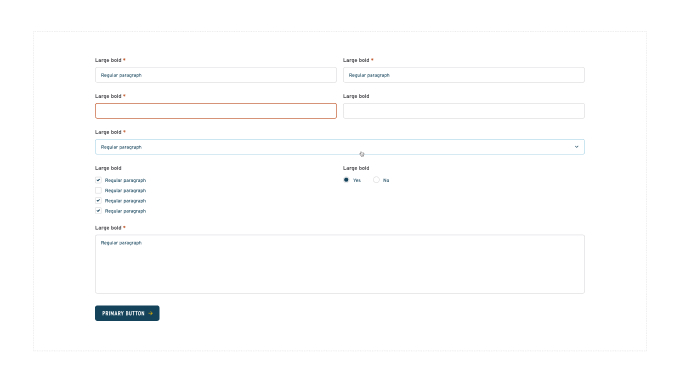 Large bold * Large bold *
Regular paragraph Regular paragraph
Large bold * Large bold
Large bold *
Regular paragraph
Large bold Large bold
Regular paragraph Yes No
Regular paragraph
Regular paragraph
Regular paragraph
Large bold *
Regular paragraph
PRIMARY BUTTON →